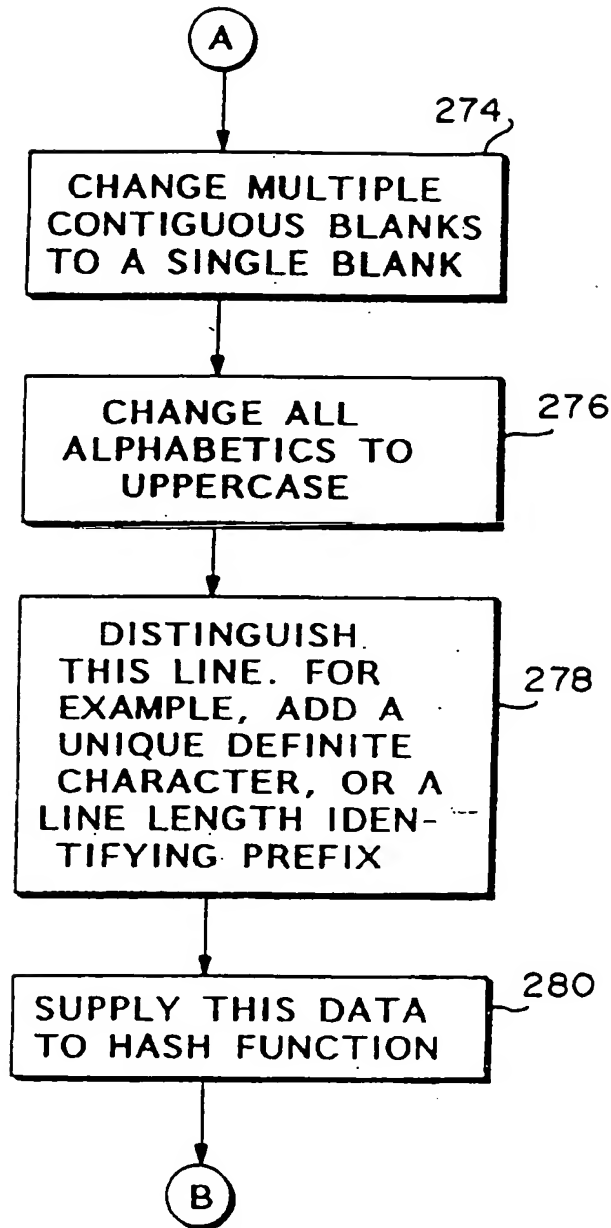 A
274
CHANGE MULTIPLE
CONTIGUOUS BLANKS
TO A SINGLE BLANK
276
CHANGE ALL
ALPHABETICS TO
UPPERCASE
278
DISTINGUISH
THIS LINE. FOR
EXAMPLE, ADD A
UNIQUE DEFINITE
CHARACTER, OR A
LINE LENGTH IDEN-
TIFYING PREFIX
280
SUPPLY THIS DATA
TO HASH FUNCTION
B